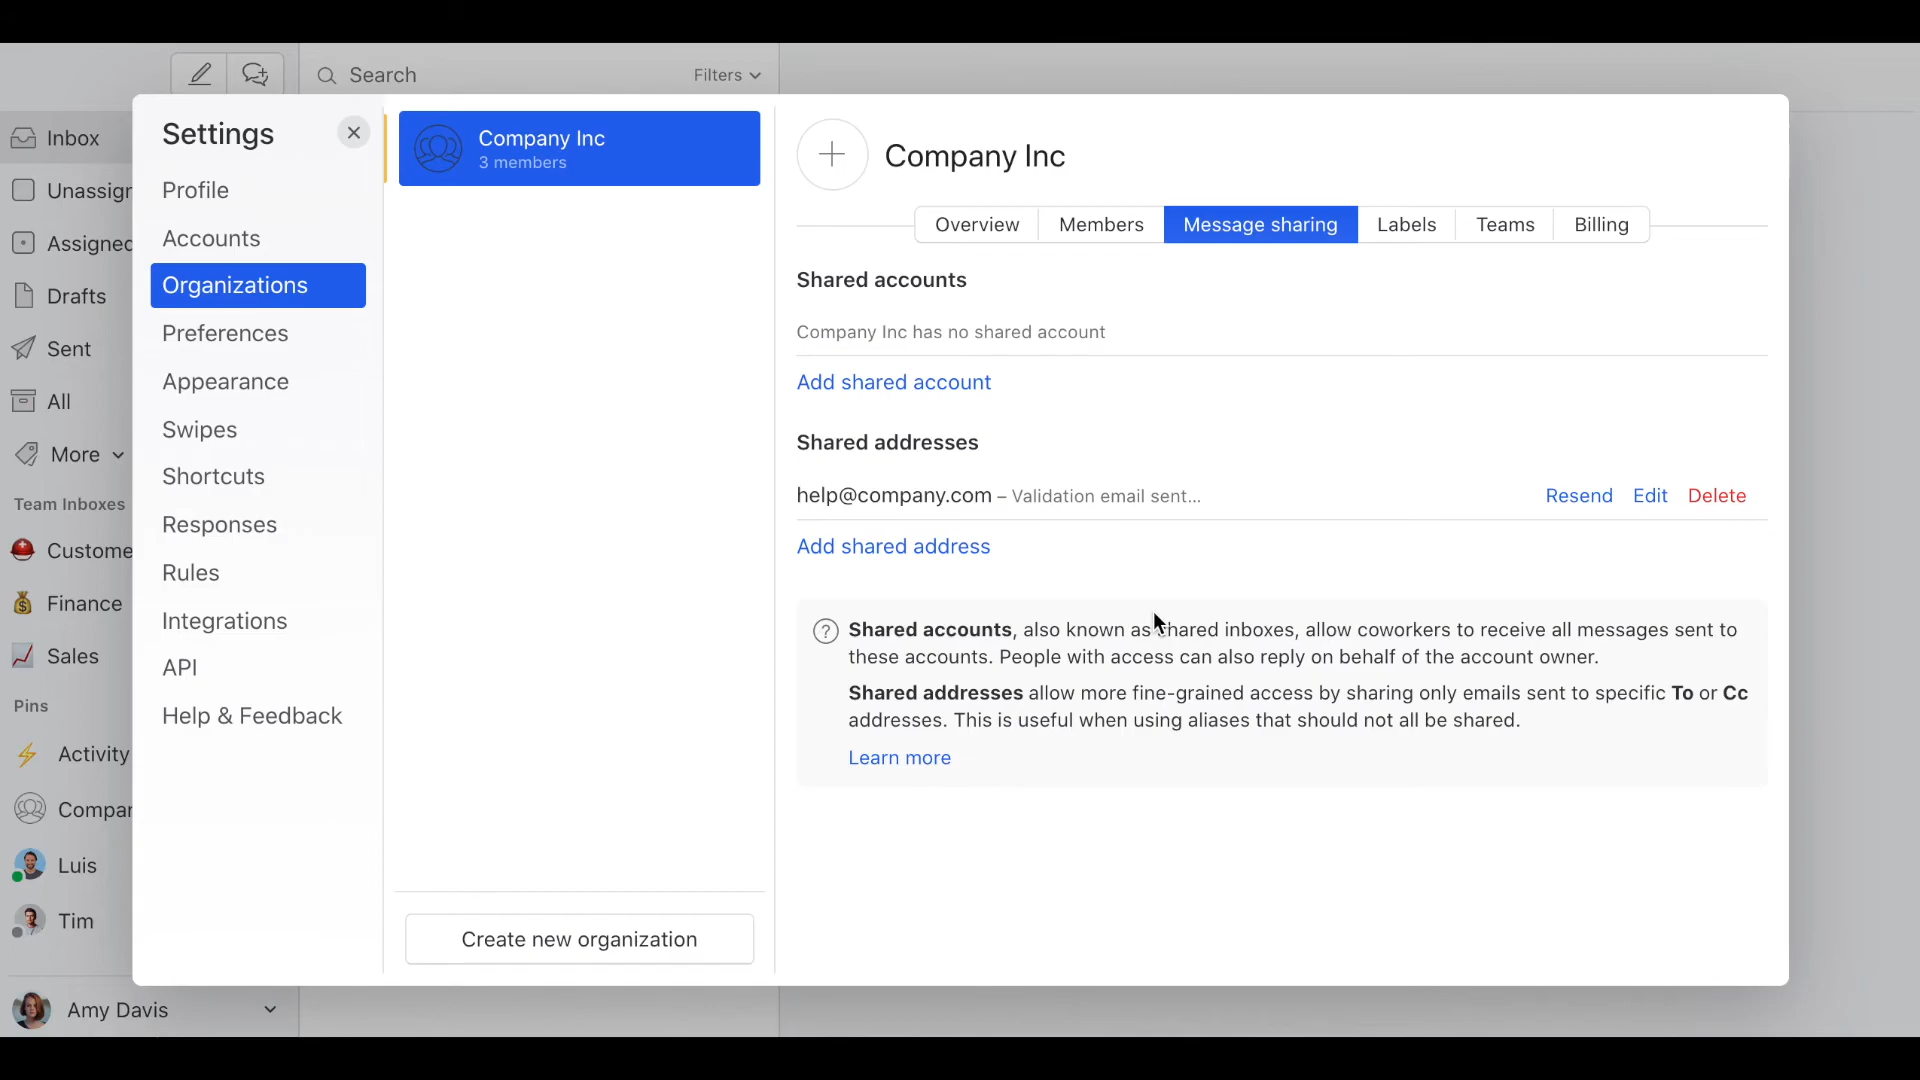 Search
Filters
Inbox
Unassign
Assigned
Drafts
Sent
All
More
Team Inboxes
Custome
Finance
Sales
Pins
Activity
Compar
Luis
Tim
Amy Davis
Settings
Profile
Accounts
Organizations
Preferences
Appearance
Swipes
Shortcuts
Responses
Rules
Integrations
API
Help & Feedback
Company Inc
3 members
Create new organization
Company Inc
Overview
Members
Message sharing
Labels
Teams
Billing
Shared accounts
Company Inc has no shared account
Add shared account
Shared addresses
help@company.com – Validation email sent...
Resend
Edit
Delete
Add shared address
Shared accounts, also known as shared inboxes, allow coworkers to receive all messages sent to
these accounts. People with access can also reply on behalf of the account owner.
Shared addresses allow more fine-grained access by sharing only emails sent to specific To or Cc
addresses. This is useful when using aliases that should not all be shared.
Learn more